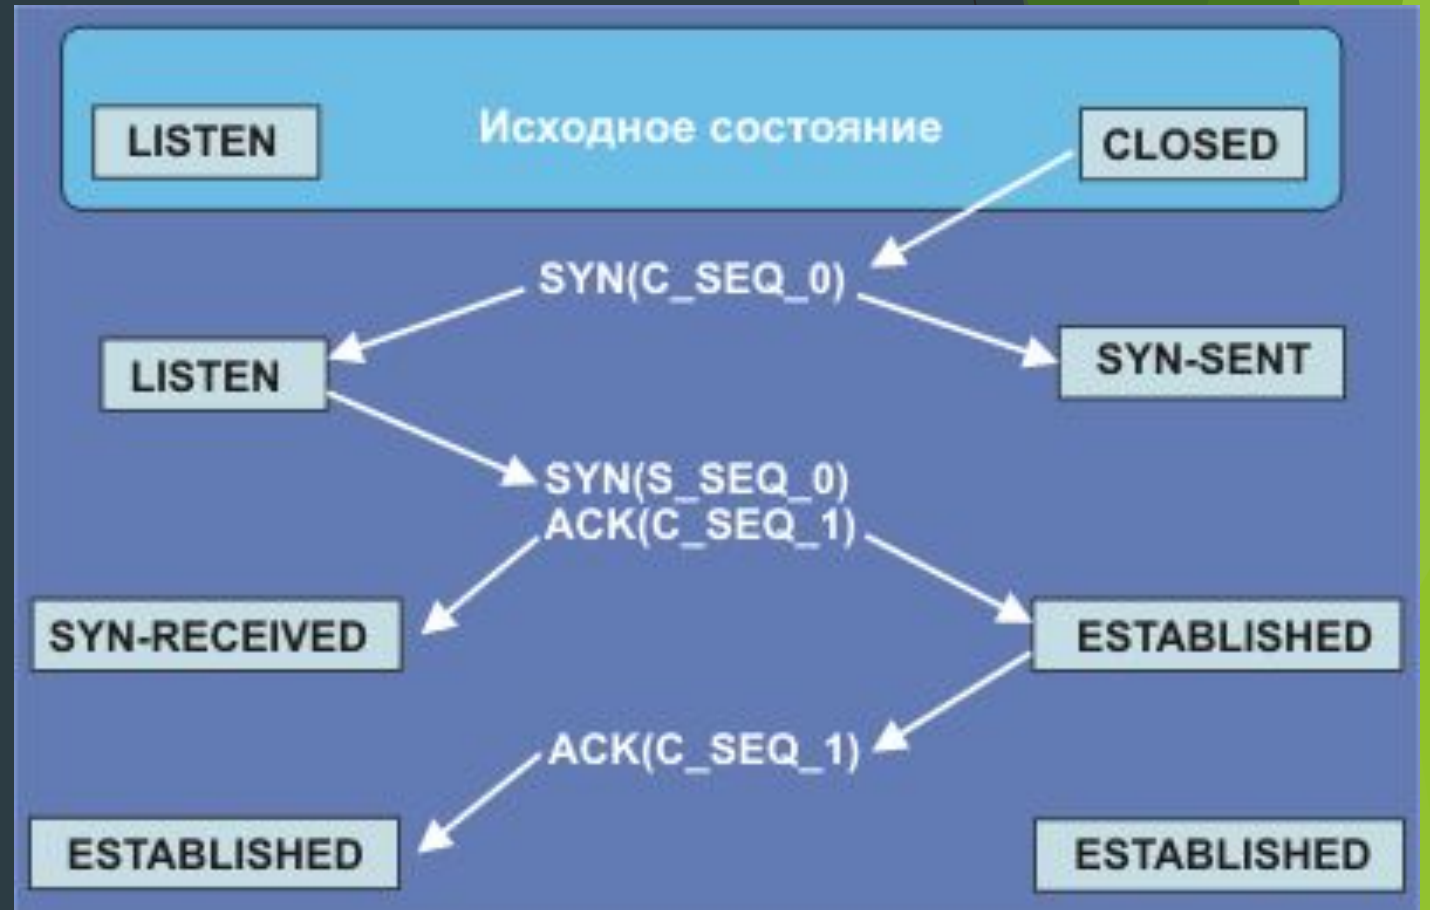 LISTEN
Исходное состояние
CLOSED
SYN(C_SEQ_0)
LISTEN
SYN-SENT
SYN(S_SEQ_0)
ACK(C_SEQ_1)
SYN-RECEIVED
ESTABLISHED
ACK(C_SEQ_1)
ESTABLISHED
ESTABLISHED